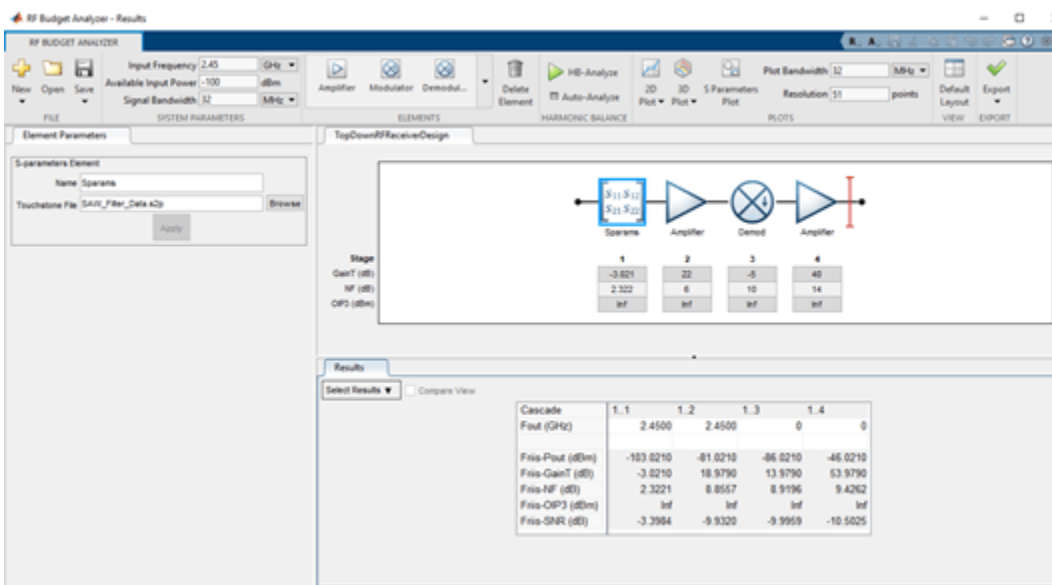 RF Budget Analyzer - Results
RF BUDGET ANALYZER
New Open Save
FILE
Input Frequency 2.45 GHz
Available Input Power -100 dBm
Signal Bandwidth 32 MHz
SYSTEM PARAMETERS
Amplifier Modulator Demodul...
ELEMENTS
Delete Element
HB-Analyze
Auto-Analyze
HARMONIC BALANCE
2D Plot 3D Plot S Parameters Plot
Plot Bandwidth 32 MHz
Resolution 51 points
PLOTS
Default Layout
VIEW
Export
EXPORT
Element Parameters
S-parameters Element
Name Sparams
Touchstone File SAW_Filter_Data.s2p Browse
Apply
TopDownRFReceiverDesign
S11 S12
S21 S22
Sparams Amplifier Demod Amplifier
Stage 1 2 3 4
GainT (dB) -3.021 22 -5 40
NF (dB) 2.322 6 10 14
OIP3 (dBm) Inf Inf Inf Inf
Results
Select Results Compare View
Cascade 1..1 1..2 1..3 1..4
Fout (GHz) 2.4500 2.4500 0 0
Friis-Pout (dBm) -103.0210 -81.0210 -86.0210 -46.0210
Friis-GainT (dB) -3.0210 18.9790 13.9790 53.9790
Friis-NF (dB) 2.3221 8.8557 8.9196 9.4262
Friis-OIP3 (dBm) Inf Inf Inf Inf
Friis-SNR (dB) -3.3984 -9.9320 -9.9959 -10.5025